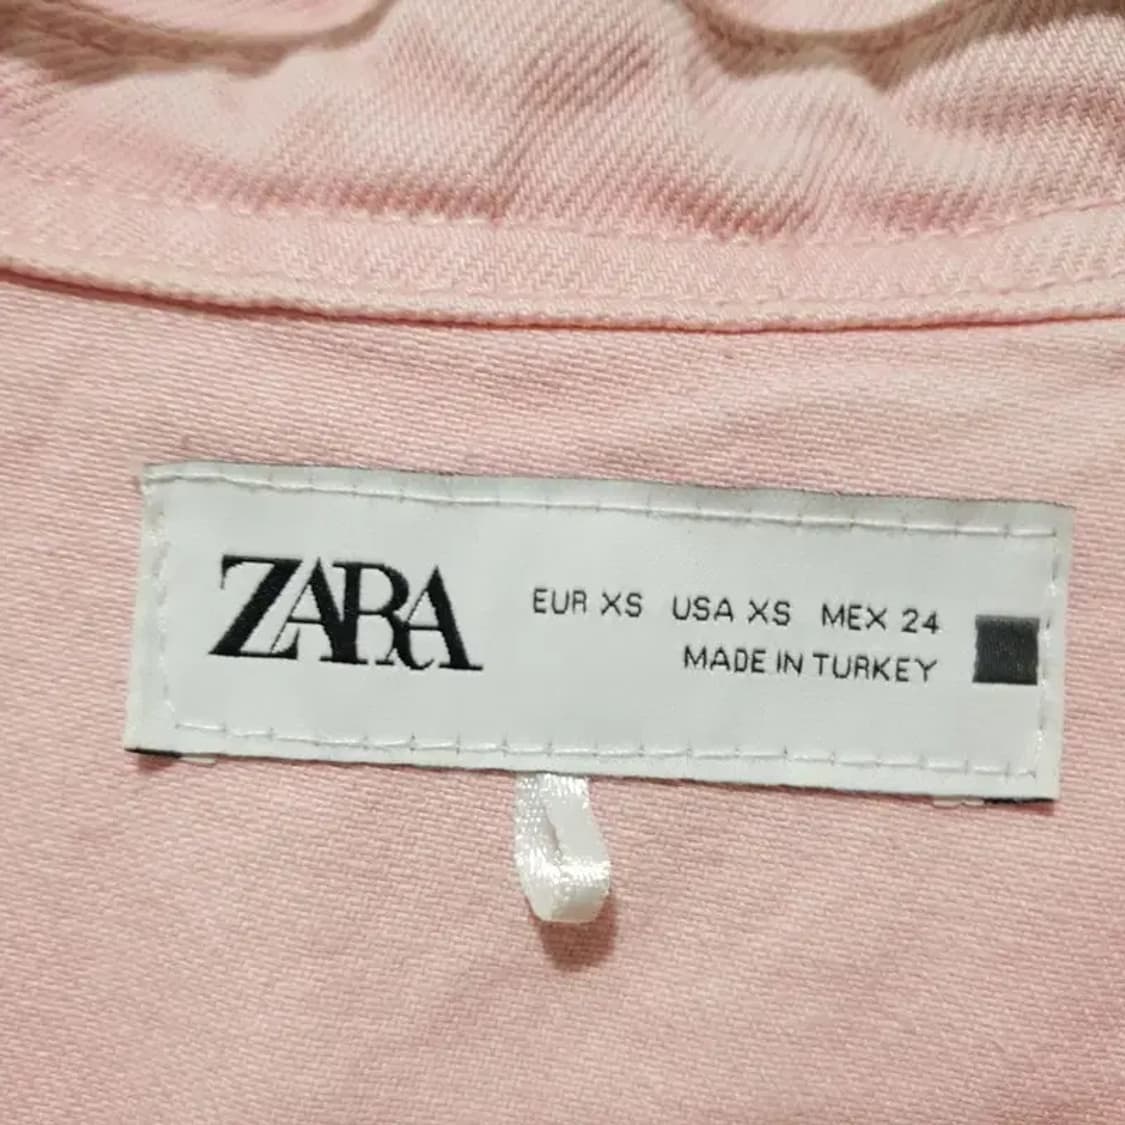 ZARA
EUR XS USA XS MEX 24
MADE IN TURKEY